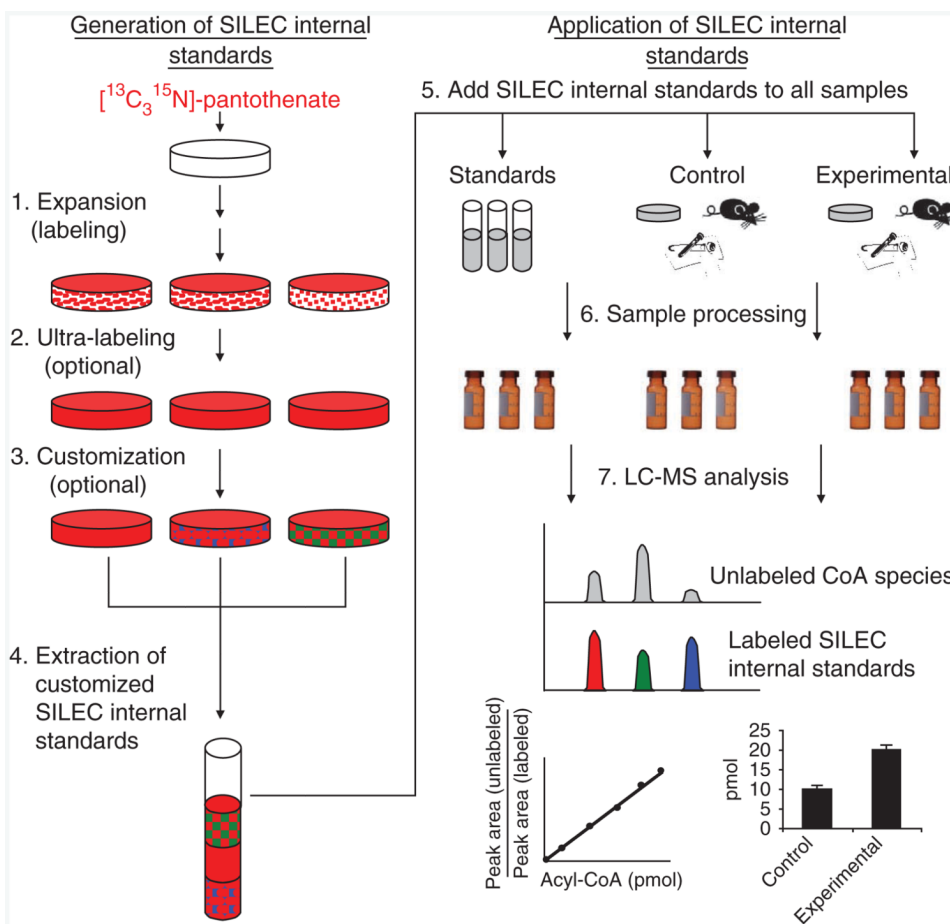 Generation of SILEC internal
standards
[¹³C₃¹⁵N]-pantothenate
1. Expansion
(labeling)
2. Ultra-labeling
(optional)
3. Customization
(optional)
4. Extraction of
customized
SILEC internal
standards
Application of SILEC internal
standards
5. Add SILEC internal standards to all samples
Standards
Control
Experimental
6. Sample processing
7. LC-MS analysis
Unlabeled CoA species
Labeled SILEC
internal standards
Peak area (unlabeled)
Peak area (labeled)
Acyl-CoA (pmol)
pmol
25
20
15
10
5
0
Control
Experimental